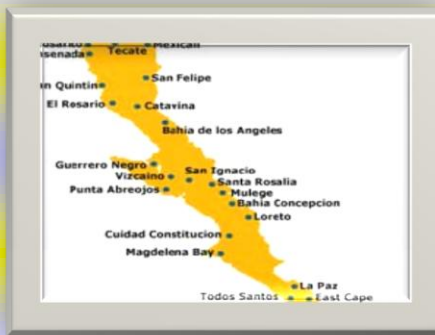 Tecate
Mexicali
San Felipe
El Rosario
Catavina
Bahia de los Angeles
Guerrero Negro
San Ignacio
Vizcaino
Santa Rosalia
Punta Abreojos
Mulege
Bahia Concepcion
Loreto
Cuidad Constitucion
Magdelena Bay
La Paz
Todos Santos
East Cape